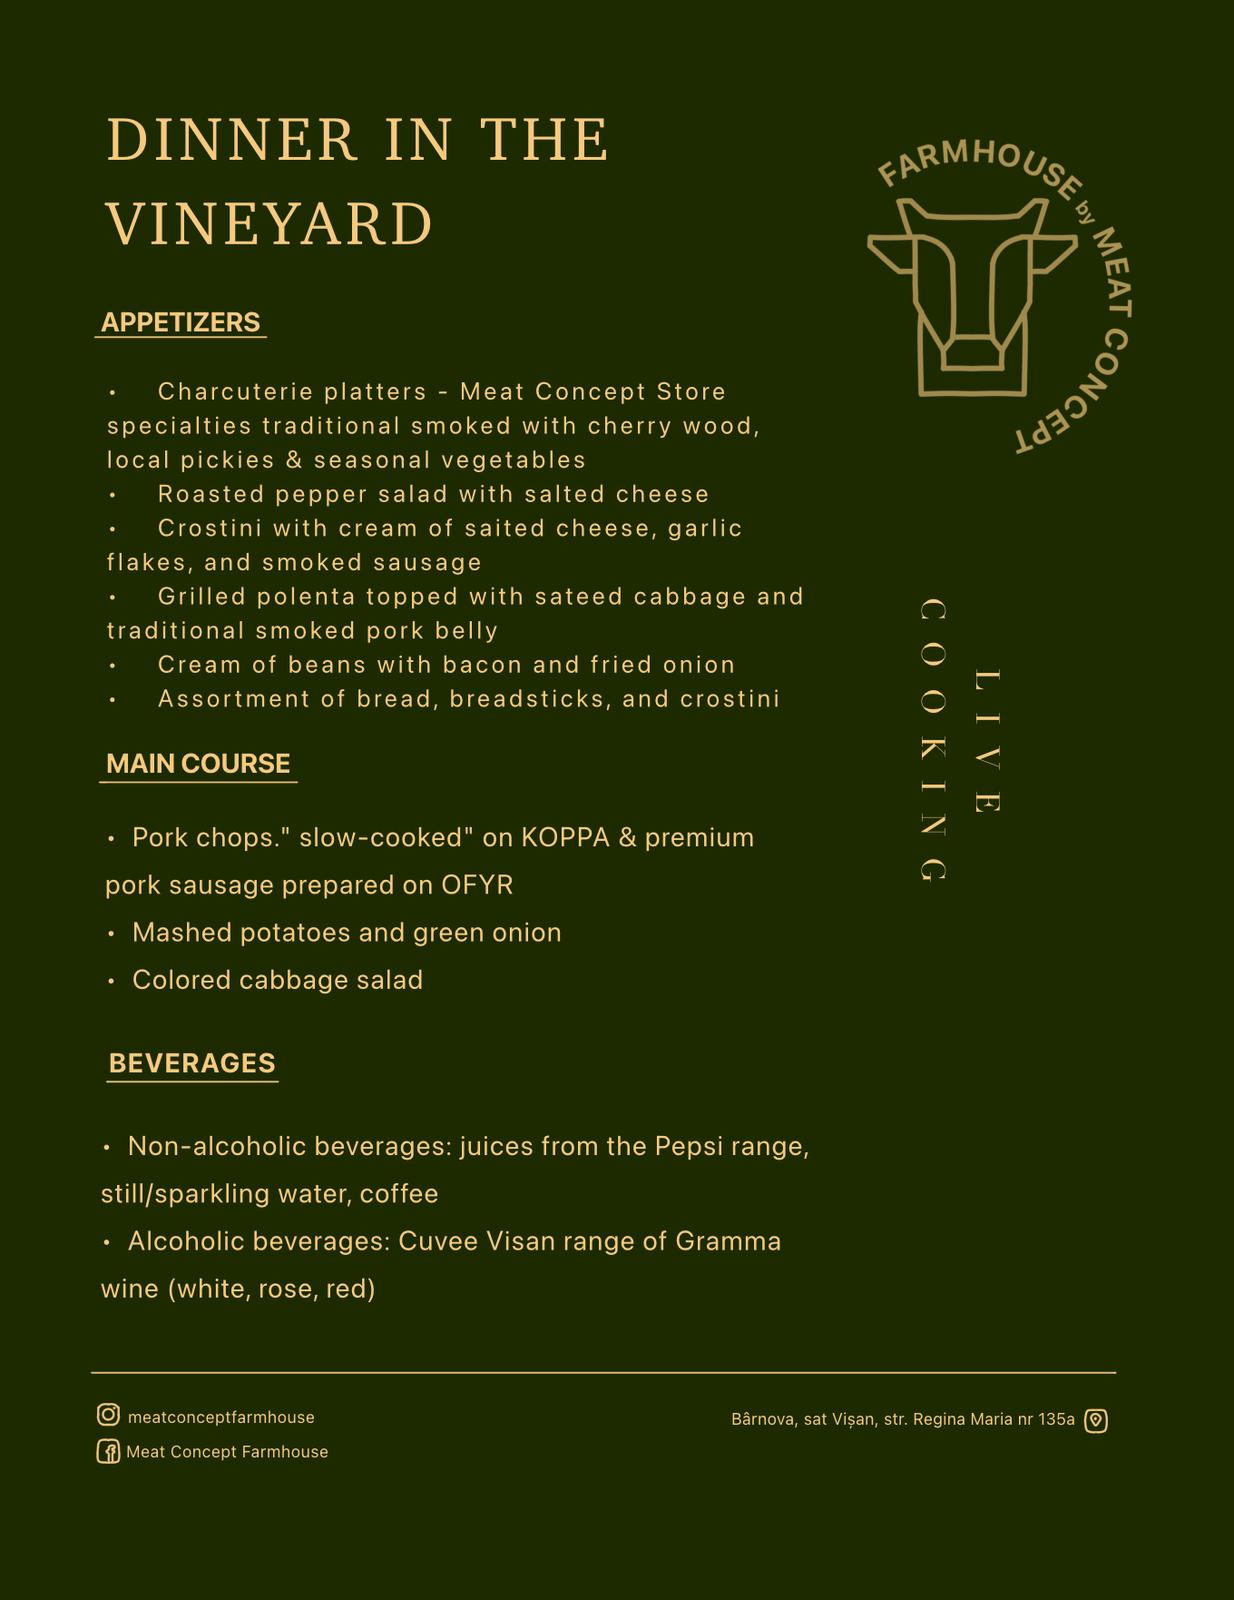 DINNER IN THE
VINEYARD
FARMHOUSE by MEAT CONCEPT
APPETIZERS
• Charcuterie platters - Meat Concept Store
specialties traditional smoked with cherry wood,
local pickies & seasonal vegetables
• Roasted pepper salad with salted cheese
• Crostini with cream of saited cheese, garlic
flakes, and smoked sausage
• Grilled polenta topped with sateed cabbage and
traditional smoked pork belly
• Cream of beans with bacon and fried onion
• Assortment of bread, breadsticks, and crostini
LIVE
COOKING
MAIN COURSE
• Pork chops." slow-cooked" on KOPPA & premium
pork sausage prepared on OFYR
• Mashed potatoes and green onion
• Colored cabbage salad
BEVERAGES
• Non-alcoholic beverages: juices from the Pepsi range,
still/sparkling water, coffee
• Alcoholic beverages: Cuvee Visan range of Gramma
wine (white, rose, red)
meatconceptfarmhouse
Meat Concept Farmhouse
Bârnova, sat Vișan, str. Regina Maria nr 135a